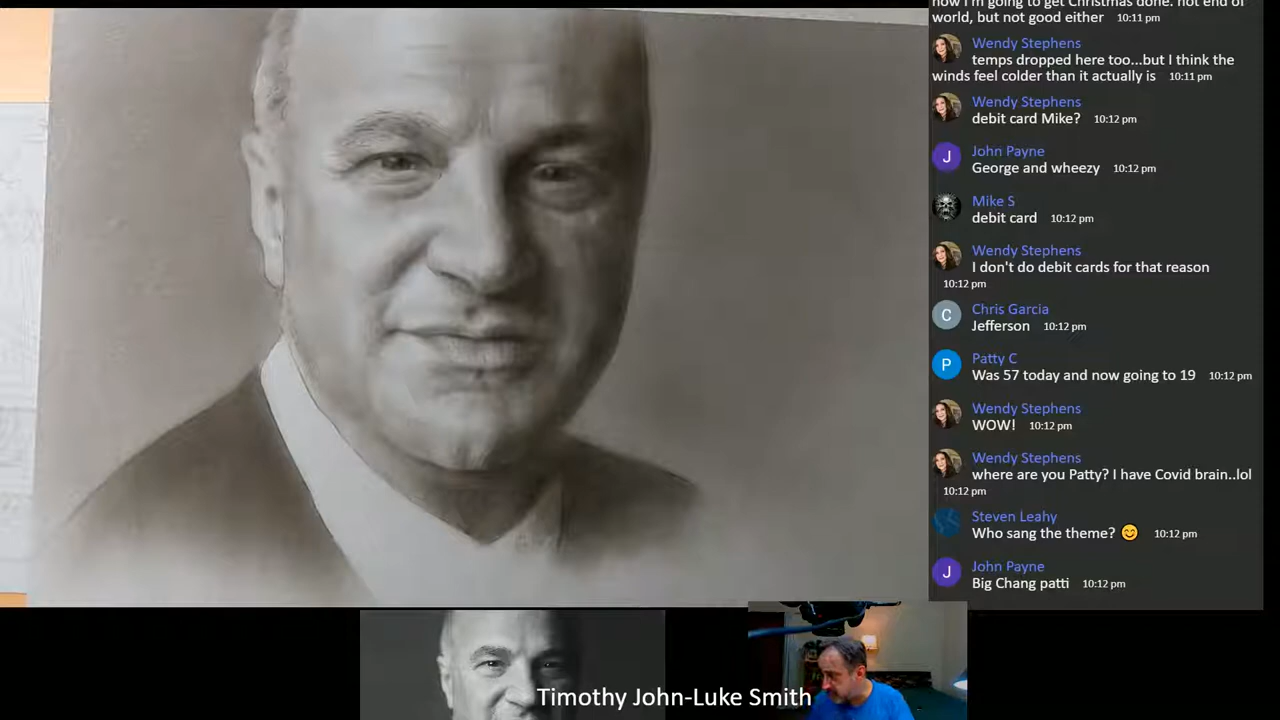 now I'm going to get Christmas done. not end of
world, but not good either 10:11 pm
Wendy Stephens
temps dropped here too...but I think the
winds feel colder than it actually is 10:11 pm
Wendy Stephens
debit card Mike? 10:12 pm
J John Payne
George and wheezy 10:12 pm
Mike S
debit card 10:12 pm
Wendy Stephens
I don't do debit cards for that reason
10:12 pm
C Chris Garcia
Jefferson 10:12 pm
P Patty C
Was 57 today and now going to 19 10:12 pm
Wendy Stephens
WOW! 10:12 pm
Wendy Stephens
where are you Patty? I have Covid brain..lol
10:12 pm
Steven Leahy
Who sang the theme? 😊 10:12 pm
J John Payne
Big Chang patti 10:12 pm
Timothy John-Luke Smith